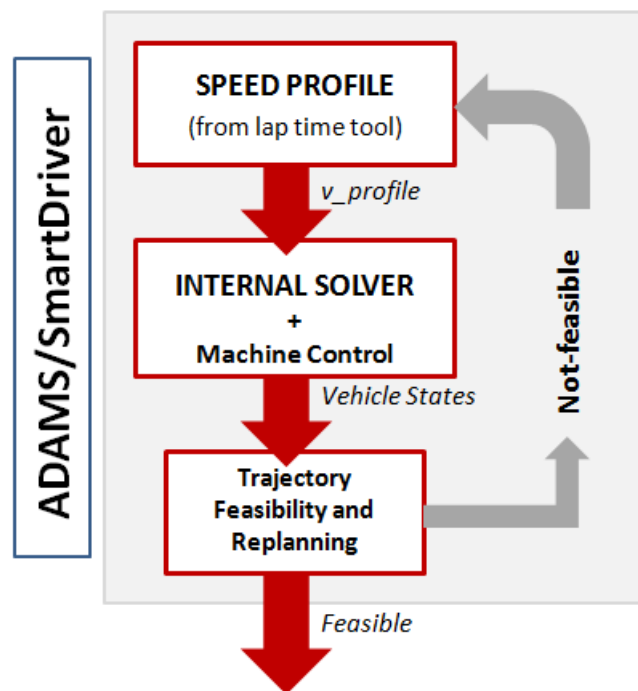 ADAMS/SmartDriver
SPEED PROFILE
(from lap time tool)
v_profile
INTERNAL SOLVER
+
Machine Control
Vehicle States
Not-feasible
Trajectory
Feasibility and
Replanning
Feasible